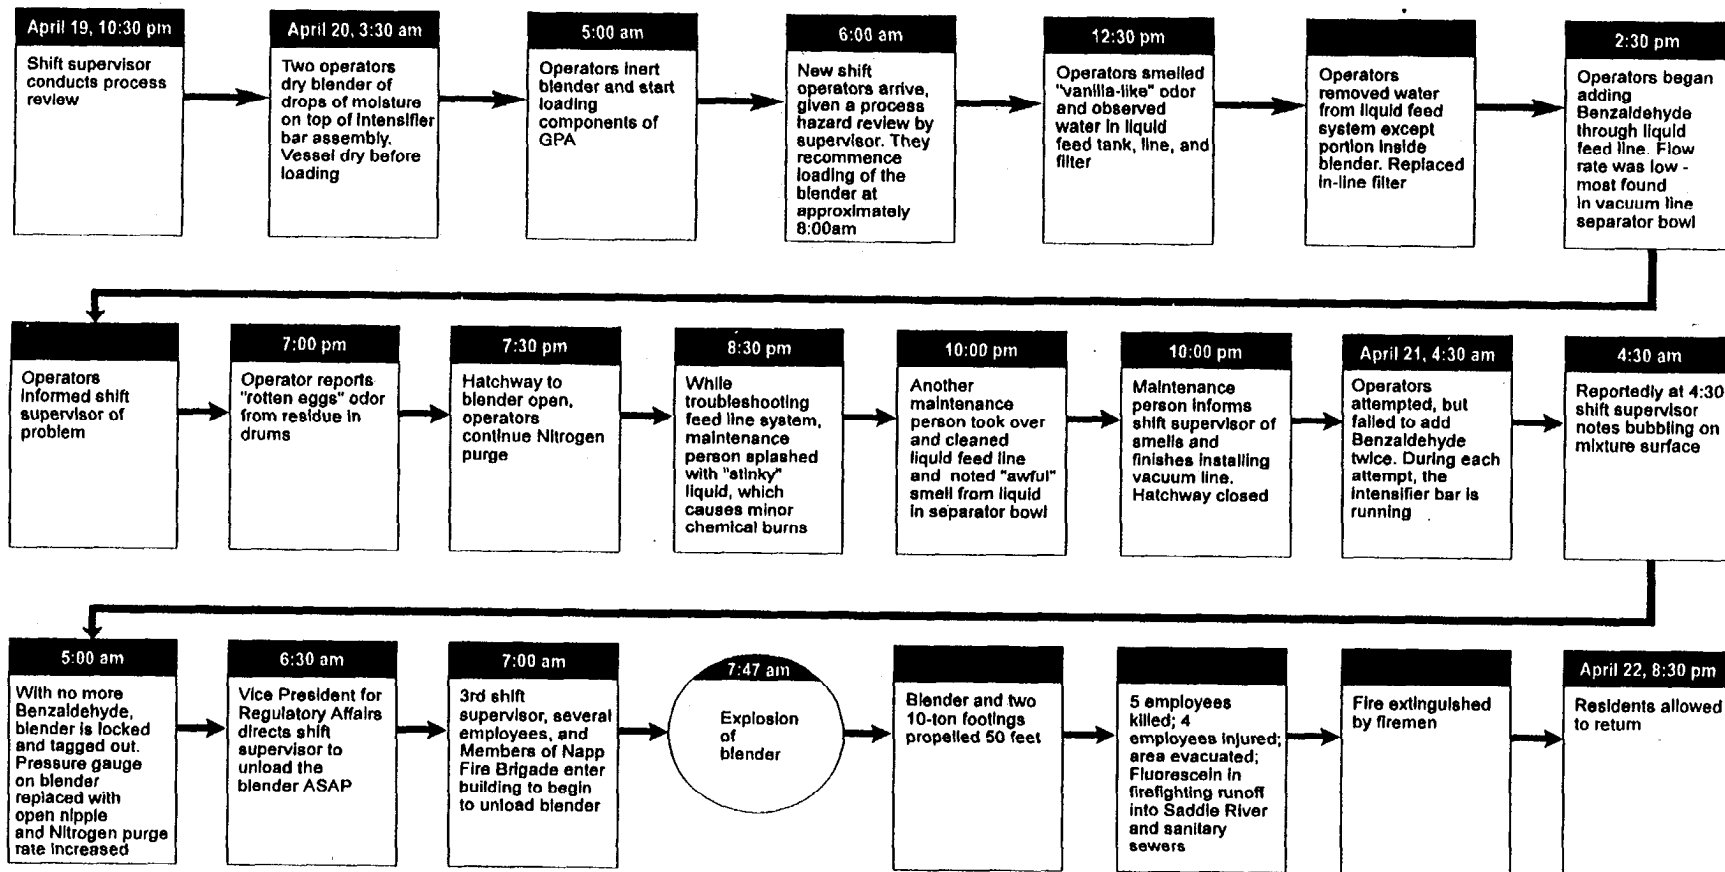 April 19, 10:30 pm
Shift supervisor
conducts process
review
April 20, 3:30 am
Two operators
dry blender of
drops of moisture
on top of intensifier
bar assembly.
Vessel dry before
loading
5:00 am
Operators inert
blender and start
loading
components of
GPA
6:00 am
New shift
operators arrive,
given a process
hazard review by
supervisor. They
recommence
loading of the
blender at
approximately
8:00am
12:30 pm
Operators smelled
"vanilla-like" odor
and observed
water in liquid
feed tank, line, and
filter
Operators
removed water
from liquid feed
system except
portion inside
blender. Replaced
in-line filter
2:30 pm
Operators began
adding
Benzaldehyde
through liquid
feed line. Flow
rate was low -
most found
in vacuum line
separator bowl
Operators
informed shift
supervisor of
problem
7:00 pm
Operator reports
"rotten eggs" odor
from residue in
drums
7:30 pm
Hatchway to
blender open,
operators
continue Nitrogen
purge
8:30 pm
While
troubleshooting
feed line system,
maintenance
person splashed
with "stinky"
liquid, which
causes minor
chemical burns
10:00 pm
Another
maintenance
person took over
and cleaned
liquid feed line
and noted "awful"
smell from liquid
in separator bowl
10:00 pm
Maintenance
person informs
shift supervisor of
smells and
finishes installing
vacuum line.
Hatchway closed
April 21, 4:30 am
Operators
attempted, but
failed to add
Benzaldehyde
twice. During each
attempt, the
intensifier bar is
running
4:30 am
Reportedly at 4:30
shift supervisor
notes bubbling on
mixture surface
5:00 am
With no more
Benzaldehyde,
blender is locked
and tagged out.
Pressure gauge
on blender
replaced with
open nipple
and Nitrogen purge
rate increased
6:30 am
Vice President for
Regulatory Affairs
directs shift
supervisor to
unload the
blender ASAP
7:00 am
3rd shift
supervisor, several
employees, and
Members of Napp
Fire Brigade enter
building to begin
to unload blender
7:47 am
Explosion
of
blender
Blender and two
10-ton footings
propelled 50 feet
5 employees
killed; 4
employees injured;
area evacuated;
Fluorescein in
firefighting runoff
into Saddle River
and sanitary
sewers
Fire extinguished
by firemen
April 22, 8:30 pm
Residents allowed
to return